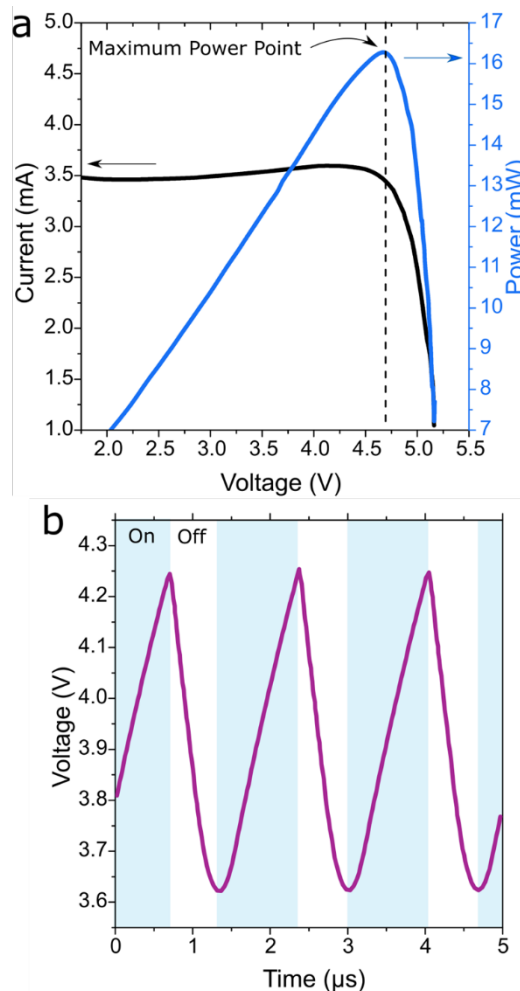 a
Maximum Power Point
5.0
4.5
4.0
3.5
3.0
2.5
2.0
1.5
1.0
Current (mA)
17
16
15
14
13
12
11
10
9
8
7
Power (mW)
2.0 2.5 3.0 3.5 4.0 4.5 5.0 5.5
Voltage (V)
b
On Off
4.3
4.2
4.1
4.0
3.9
3.8
3.7
3.6
Voltage (V)
0 1 2 3 4 5
Time (μs)